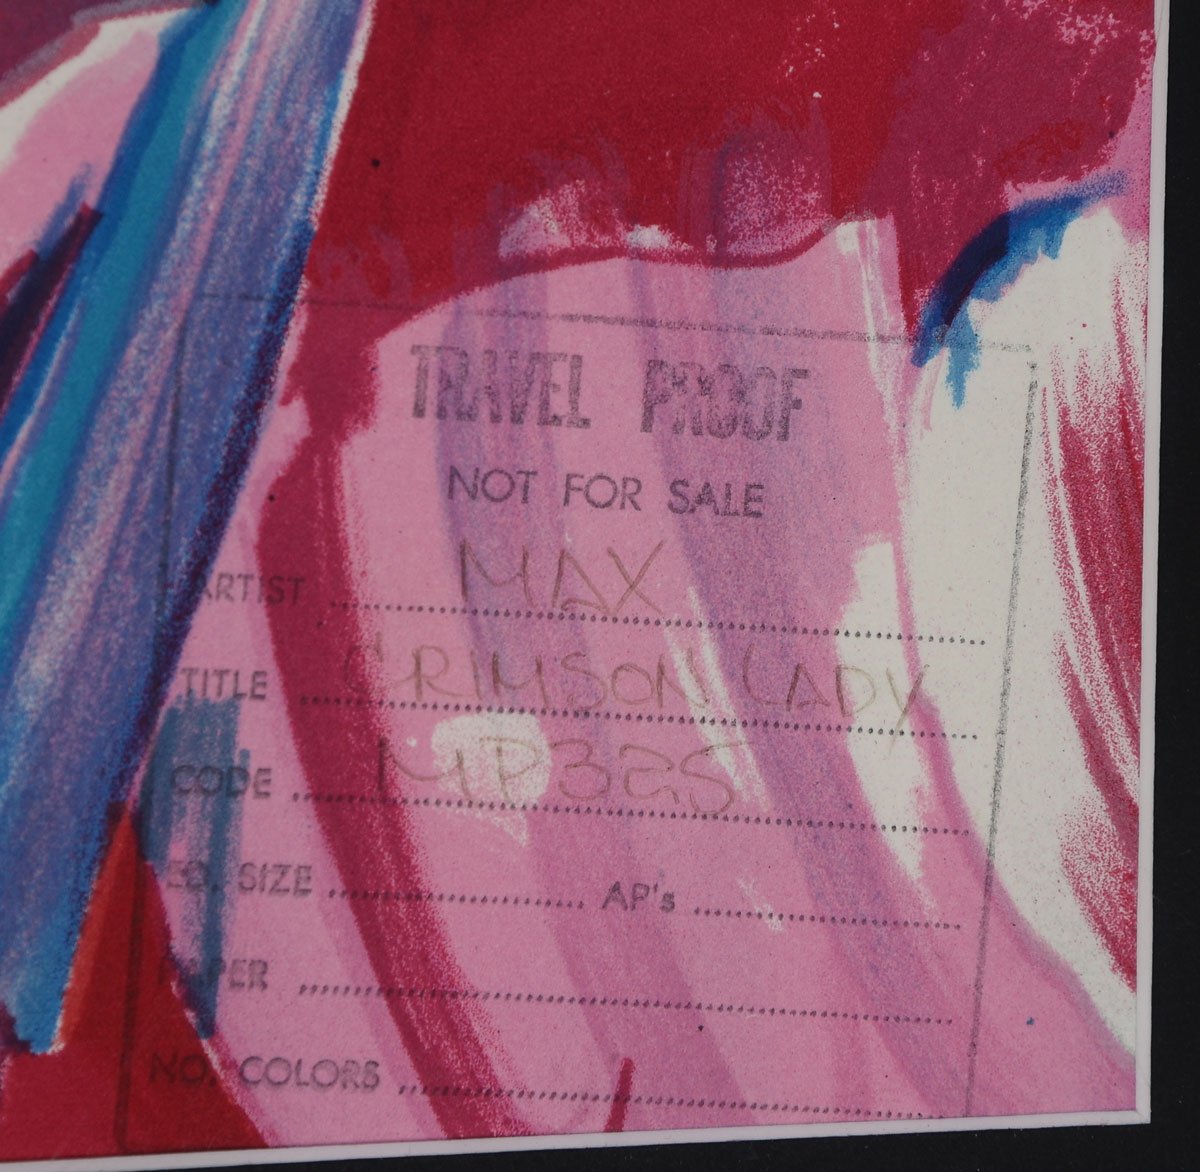 TRAVEL PROOF
NOT FOR SALE
ARTIST MAX
TITLE CRIMSON LADY
CODE MP325
ED. SIZE AP's
PAPER
NO. COLORS